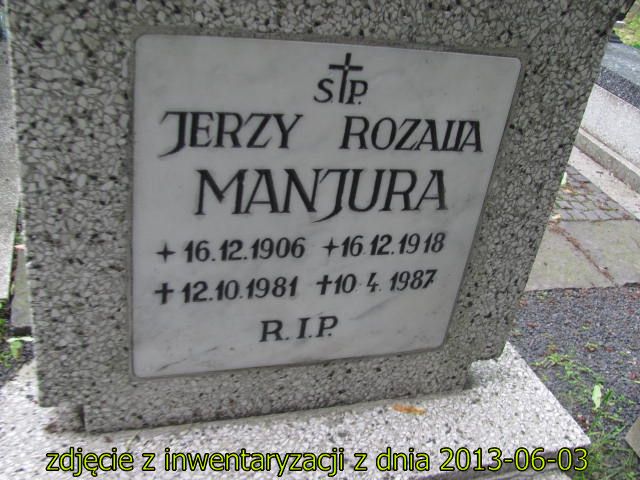 Ś.P.
JERZY ROZALIA
MANJURA
+ 16.12.1906 + 16.12.1918
✝ 12.10.1981 ✝ 10.4.1987
R.I.P.
zdjęcie z inwentaryzacji z dnia 2013-06-03